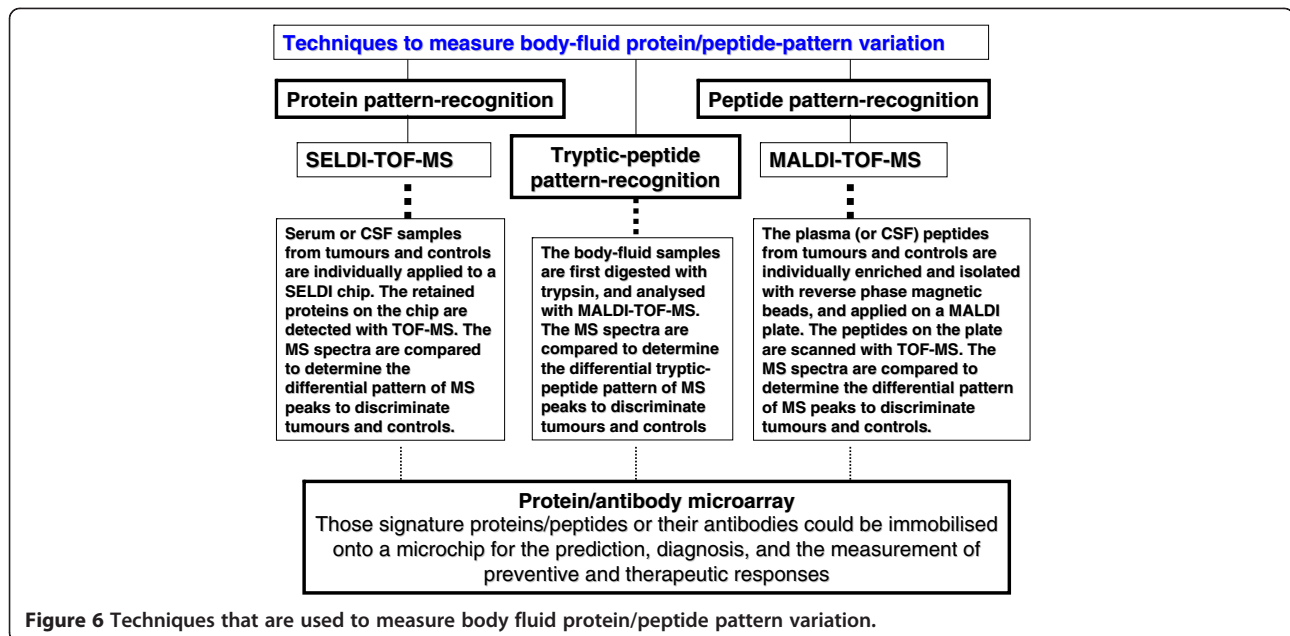 Techniques to measure body-fluid protein/peptide-pattern variation
Protein pattern-recognition
Peptide pattern-recognition
SELDI-TOF-MS
Tryptic-peptide
pattern-recognition
MALDI-TOF-MS
Serum or CSF samples
from tumours and controls
are individually applied to a
SELDI chip. The retained
proteins on the chip are
detected with TOF-MS. The
MS spectra are compared
to determine the
differential pattern of MS
peaks to discriminate
tumours and controls.
The body-fluid samples
are first digested with
trypsin, and analysed
with MALDI-TOF-MS.
The MS spectra are
compared to determine
the differential tryptic-
peptide pattern of MS
peaks to discriminate
tumours and controls
The plasma (or CSF) peptides
from tumours and controls are
individually enriched and isolated
with reverse phase magnetic
beads, and applied on a MALDI
plate. The peptides on the plate
are scanned with TOF-MS. The
MS spectra are compared to
determine the differential pattern
of MS peaks to discriminate
tumours and controls.
Protein/antibody microarray
Those signature proteins/peptides or their antibodies could be immobilised
onto a microchip for the prediction, diagnosis, and the measurement of
preventive and therapeutic responses
Figure 6 Techniques that are used to measure body fluid protein/peptide pattern variation.